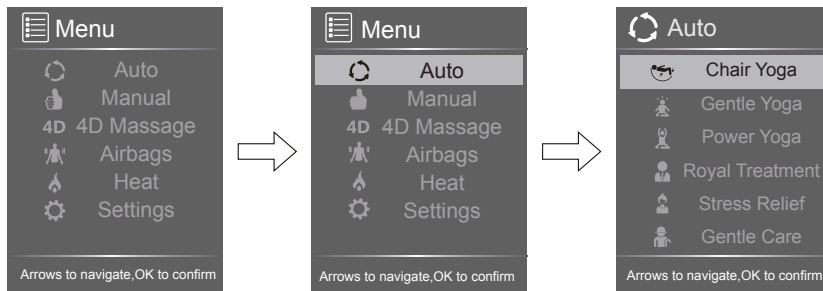 Menu
Auto
Manual
4D 4D Massage
Airbags
Heat
Settings
Arrows to navigate,OK to confirm
Menu
Auto
Manual
4D 4D Massage
Airbags
Heat
Settings
Arrows to navigate,OK to confirm
Auto
Chair Yoga
Gentle Yoga
Power Yoga
Royal Treatment
Stress Relief
Gentle Care
Arrows to navigate,OK to confirm